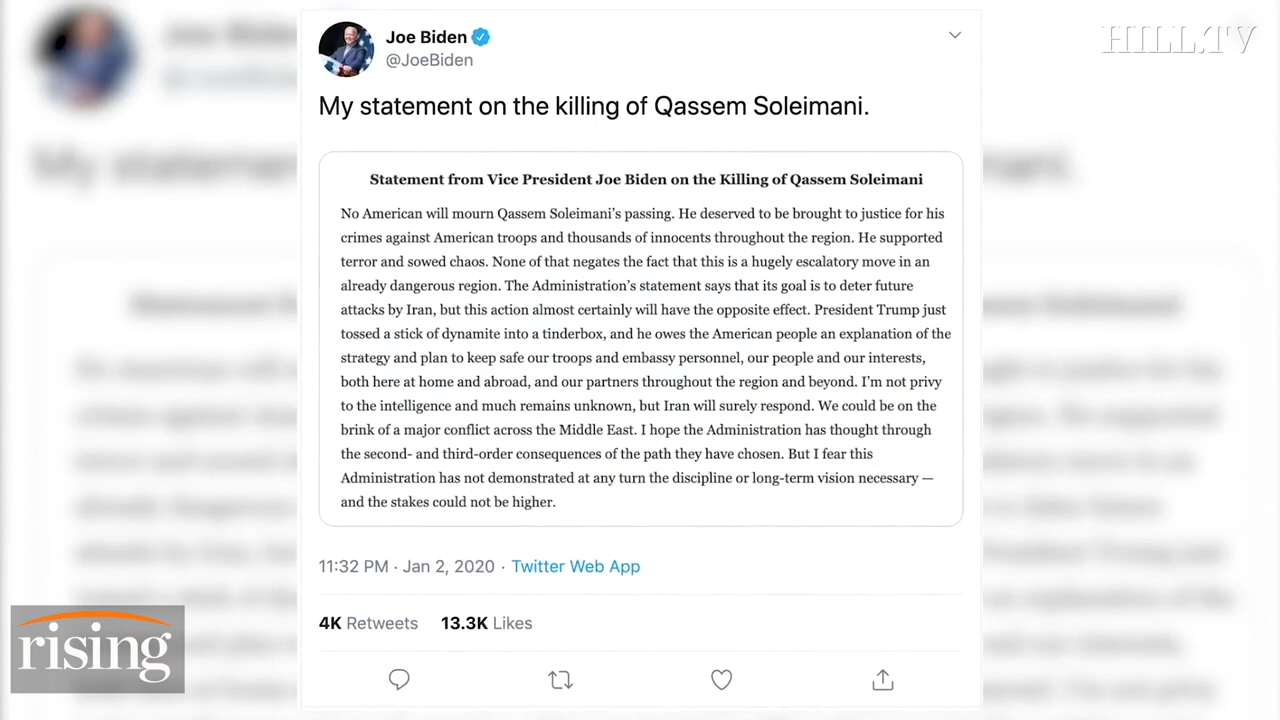 HILL.TV
Joe Biden
@JoeBiden
My statement on the killing of Qassem Soleimani.
Statement from Vice President Joe Biden on the Killing of Qassem Soleimani
No American will mourn Qassem Soleimani's passing. He deserved to be brought to justice for his
crimes against American troops and thousands of innocents throughout the region. He supported
terror and sowed chaos. None of that negates the fact that this is a hugely escalatory move in an
already dangerous region. The Administration's statement says that its goal is to deter future
attacks by Iran, but this action almost certainly will have the opposite effect. President Trump just
tossed a stick of dynamite into a tinderbox, and he owes the American people an explanation of the
strategy and plan to keep safe our troops and embassy personnel, our people and our interests,
both here at home and abroad, and our partners throughout the region and beyond. I'm not privy
to the intelligence and much remains unknown, but Iran will surely respond. We could be on the
brink of a major conflict across the Middle East. I hope the Administration has thought through
the second- and third-order consequences of the path they have chosen. But I fear this
Administration has not demonstrated at any turn the discipline or long-term vision necessary —
and the stakes could not be higher.
11:32 PM · Jan 2, 2020 · Twitter Web App
4K Retweets 13.3K Likes
rising